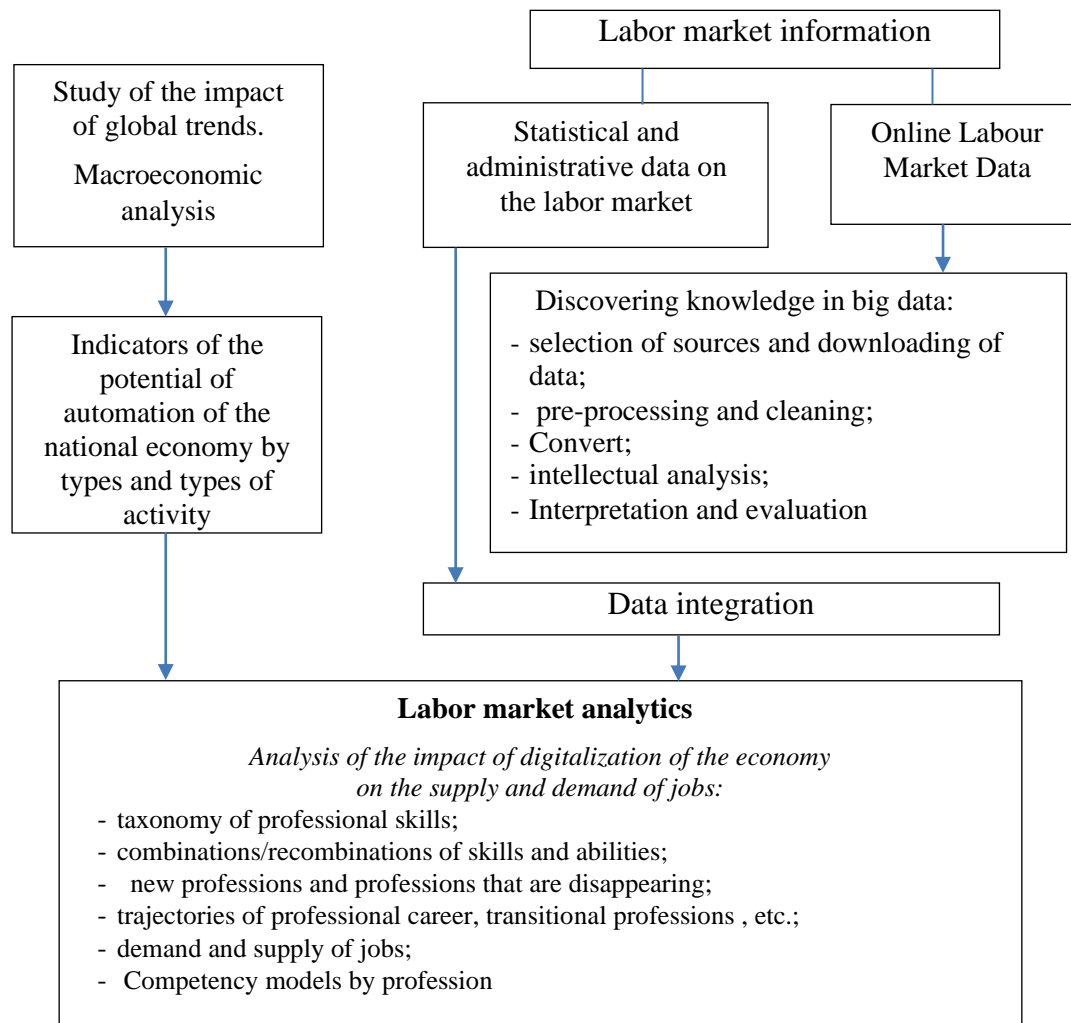 Labor market information
Study of the impact
of global trends.
Macroeconomic
analysis
Statistical and
administrative data on
the labor market
Online Labour
Market Data
Indicators of the
potential of
automation of the
national economy by
types and types of
activity
Discovering knowledge in big data:
- selection of sources and downloading of
data;
- pre-processing and cleaning;
- Convert;
- intellectual analysis;
- Interpretation and evaluation
Data integration
Labor market analytics
Analysis of the impact of digitalization of the economy
on the supply and demand of jobs:
- taxonomy of professional skills;
- combinations/recombinations of skills and abilities;
- new professions and professions that are disappearing;
- trajectories of professional career, transitional professions , etc.;
- demand and supply of jobs;
- Competency models by profession